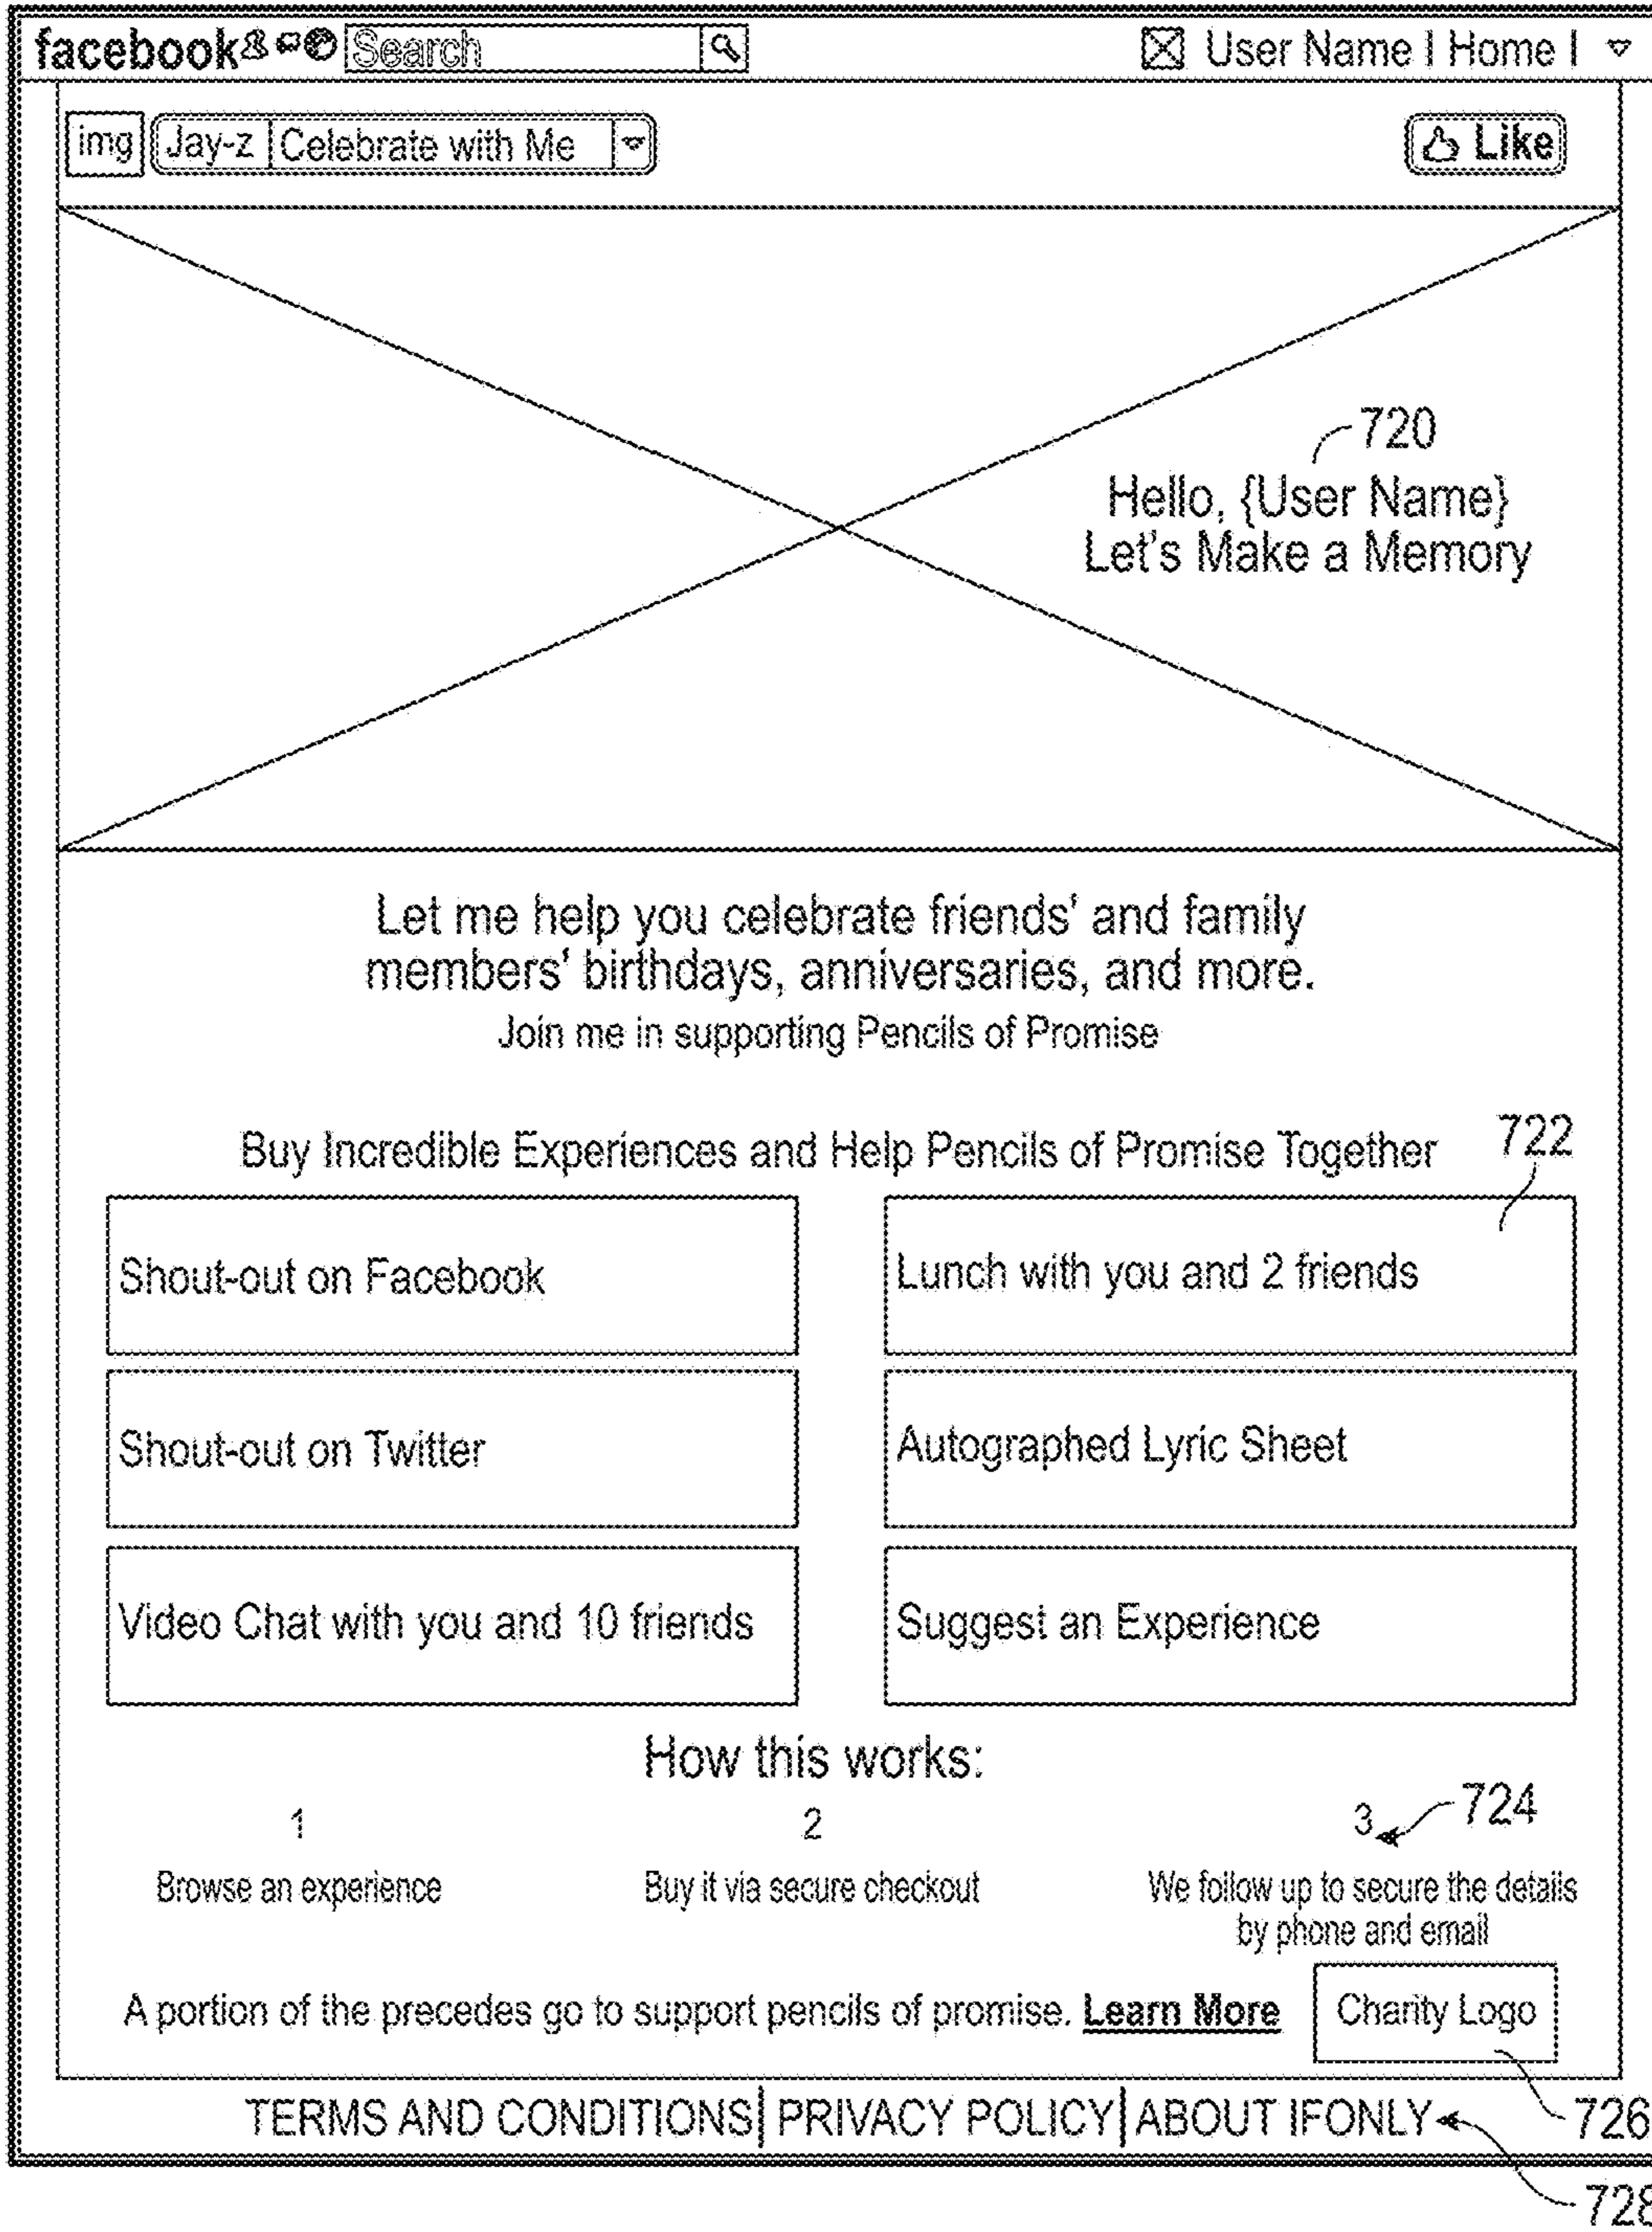 facebook Search User Name | Home |
img Jay-z Celebrate with Me Like
720
Hello, {User Name}
Let's Make a Memory
Let me help you celebrate friends' and family
members' birthdays, anniversaries, and more.
Join me in supporting Pencils of Promise
Buy Incredible Experiences and Help Pencils of Promise Together 722
Shout-out on Facebook
Lunch with you and 2 friends
Shout-out on Twitter
Autographed Lyric Sheet
Video Chat with you and 10 friends
Suggest an Experience
How this works:
1 2 3 724
Browse an experience
Buy it via secure checkout
We follow up to secure the details
by phone and email
A portion of the precedes go to support pencils of promise. Learn More
Charity Logo
TERMS AND CONDITIONS| PRIVACY POLICY| ABOUT IFONLY 726
728